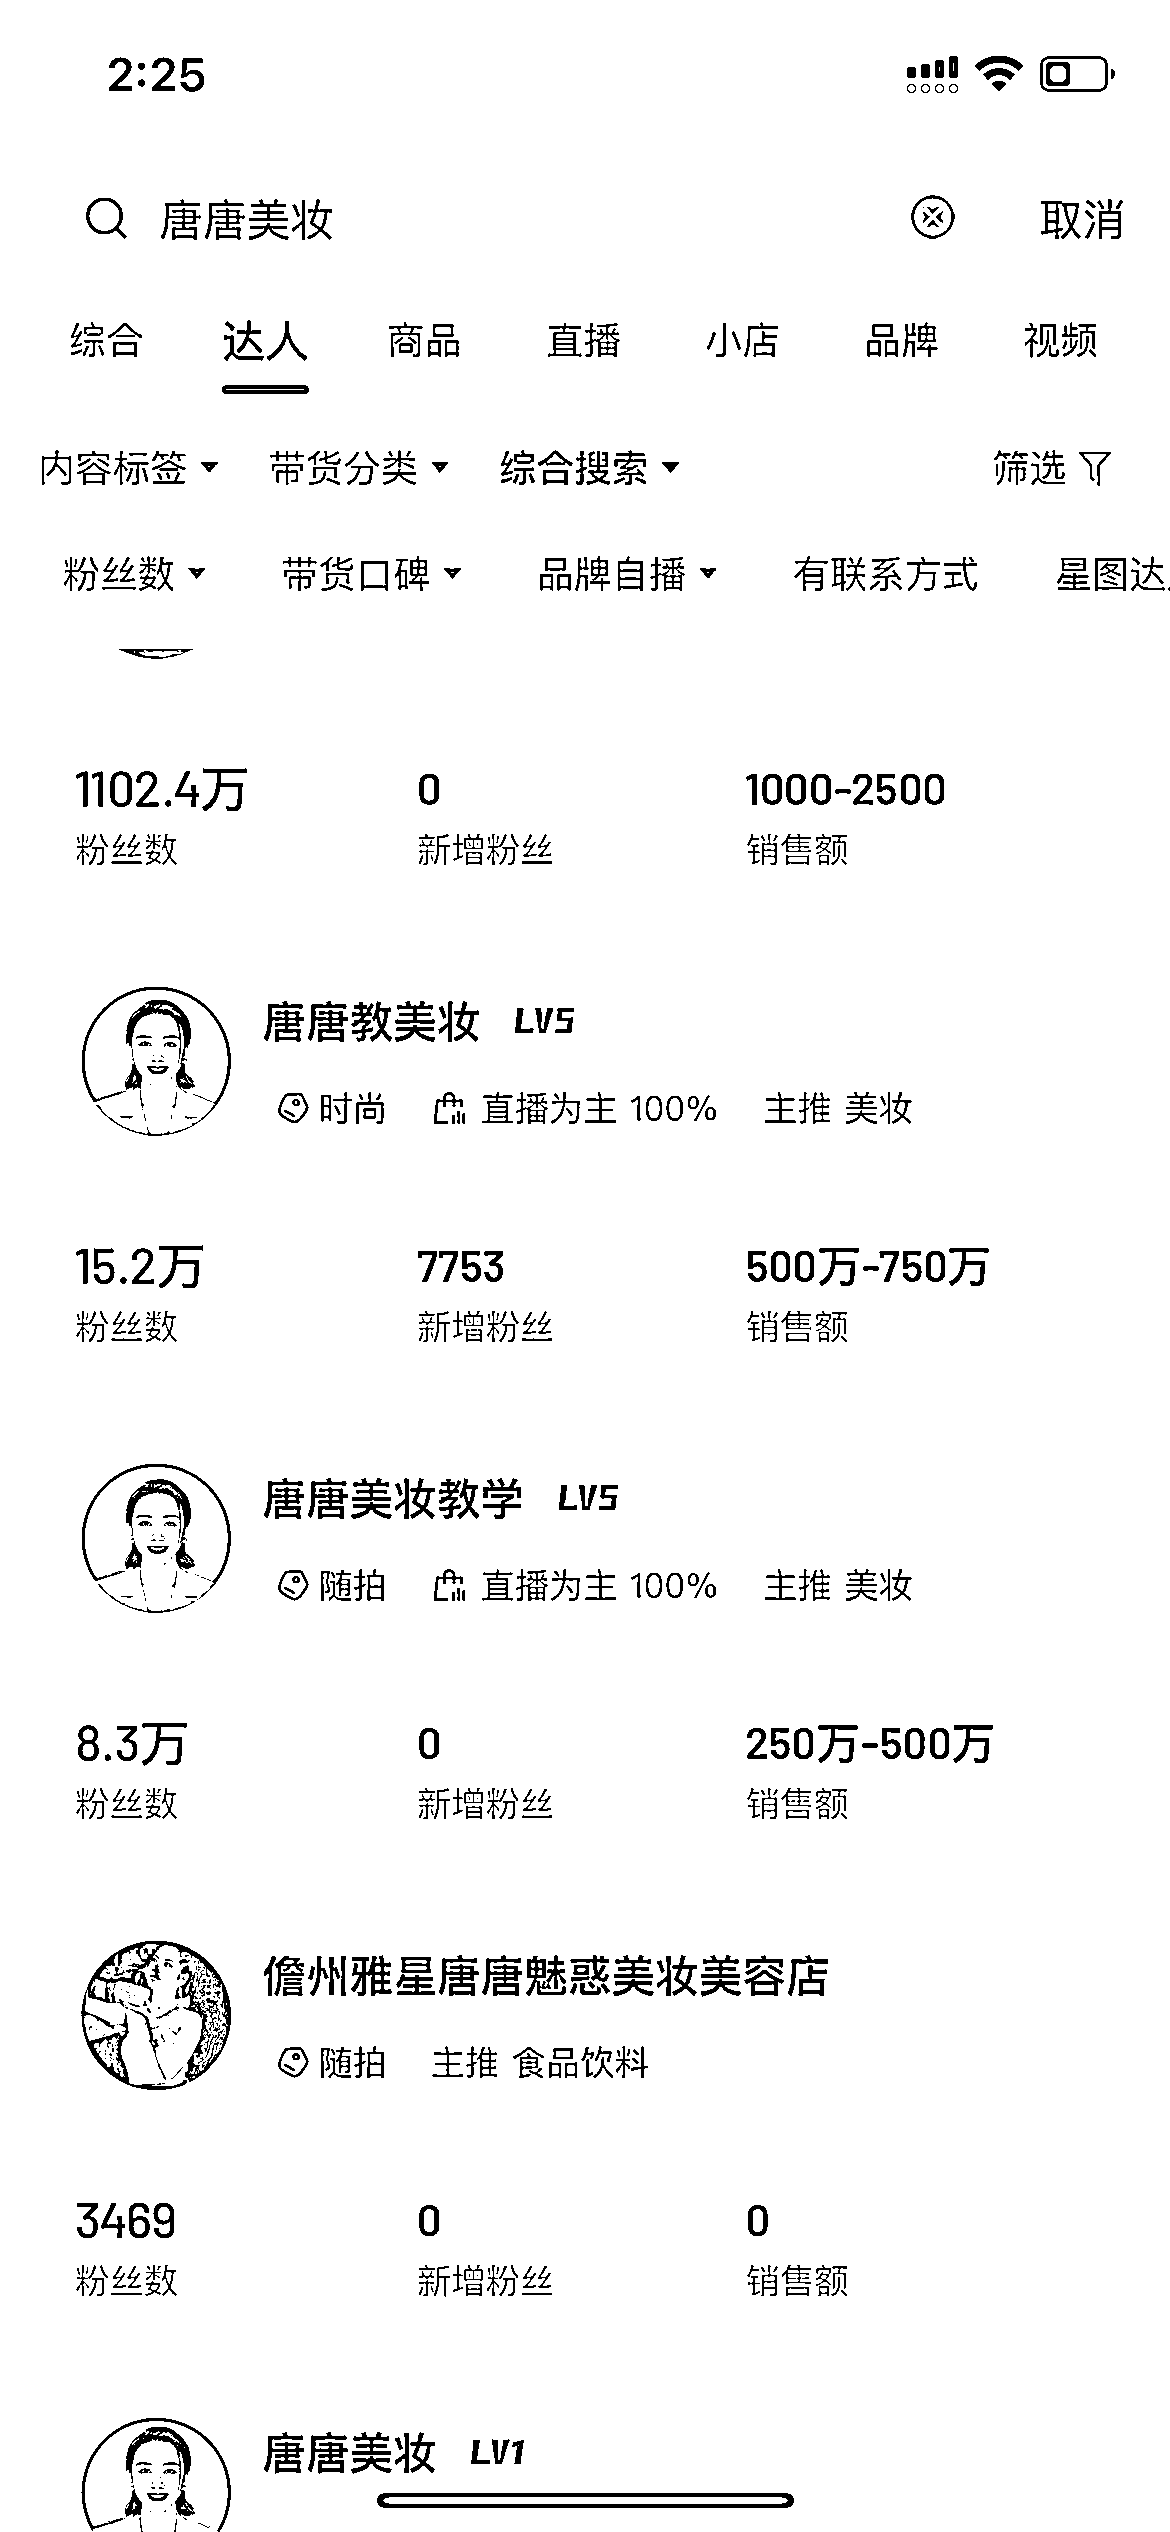 2:25
唐唐美妆 取消
综合 达人 商品 直播 小店 品牌 视频
内容标签 带货分类 综合搜索 筛选
粉丝数 带货口碑 品牌自播 有联系方式 星图达
1102.4万 0 1000-2500
粉丝数 新增粉丝 销售额
唐唐教美妆 LV5
时尚 直播为主 100% 主推 美妆
15.2万 7753 500万-750万
粉丝数 新增粉丝 销售额
唐唐美妆教学 LV5
随拍 直播为主 100% 主推 美妆
8.3万 0 250万-500万
粉丝数 新增粉丝 销售额
儋州雅星唐唐魅惑美妆美容店
随拍 主推 食品饮料
3469 0 0
粉丝数 新增粉丝 销售额
唐唐美妆 LV1